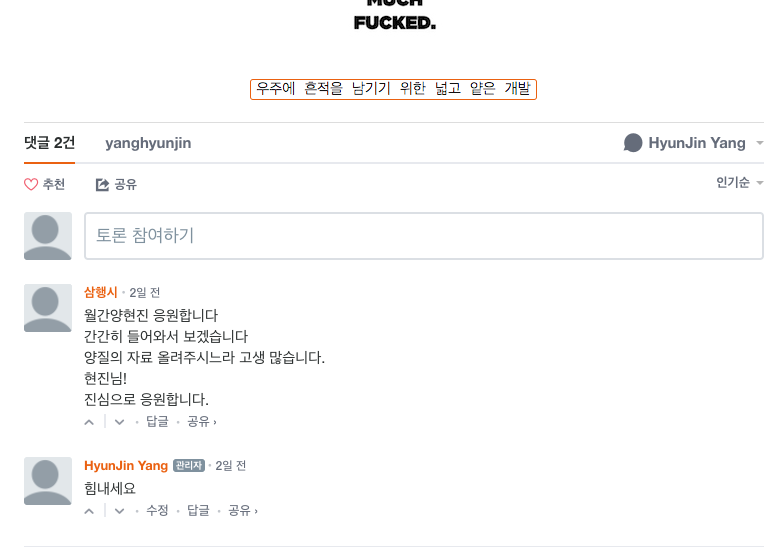 MUCH
FUCKED.
우주에 흔적을 남기기 위한 넓고 얕은 개발
댓글 2건 yanghyunjin HyunJin Yang
추천 공유 인기순
토론 참여하기
삼행시 • 2일 전
월간양현진 응원합니다
간간히 들어와서 보겠습니다
양질의 자료 올려주시느라 고생 많습니다.
현진님!
진심으로 응원합니다.
• 답글 • 공유 ›
HyunJin Yang 관리자 • 2일 전
힘내세요
• 수정 • 답글 • 공유 ›